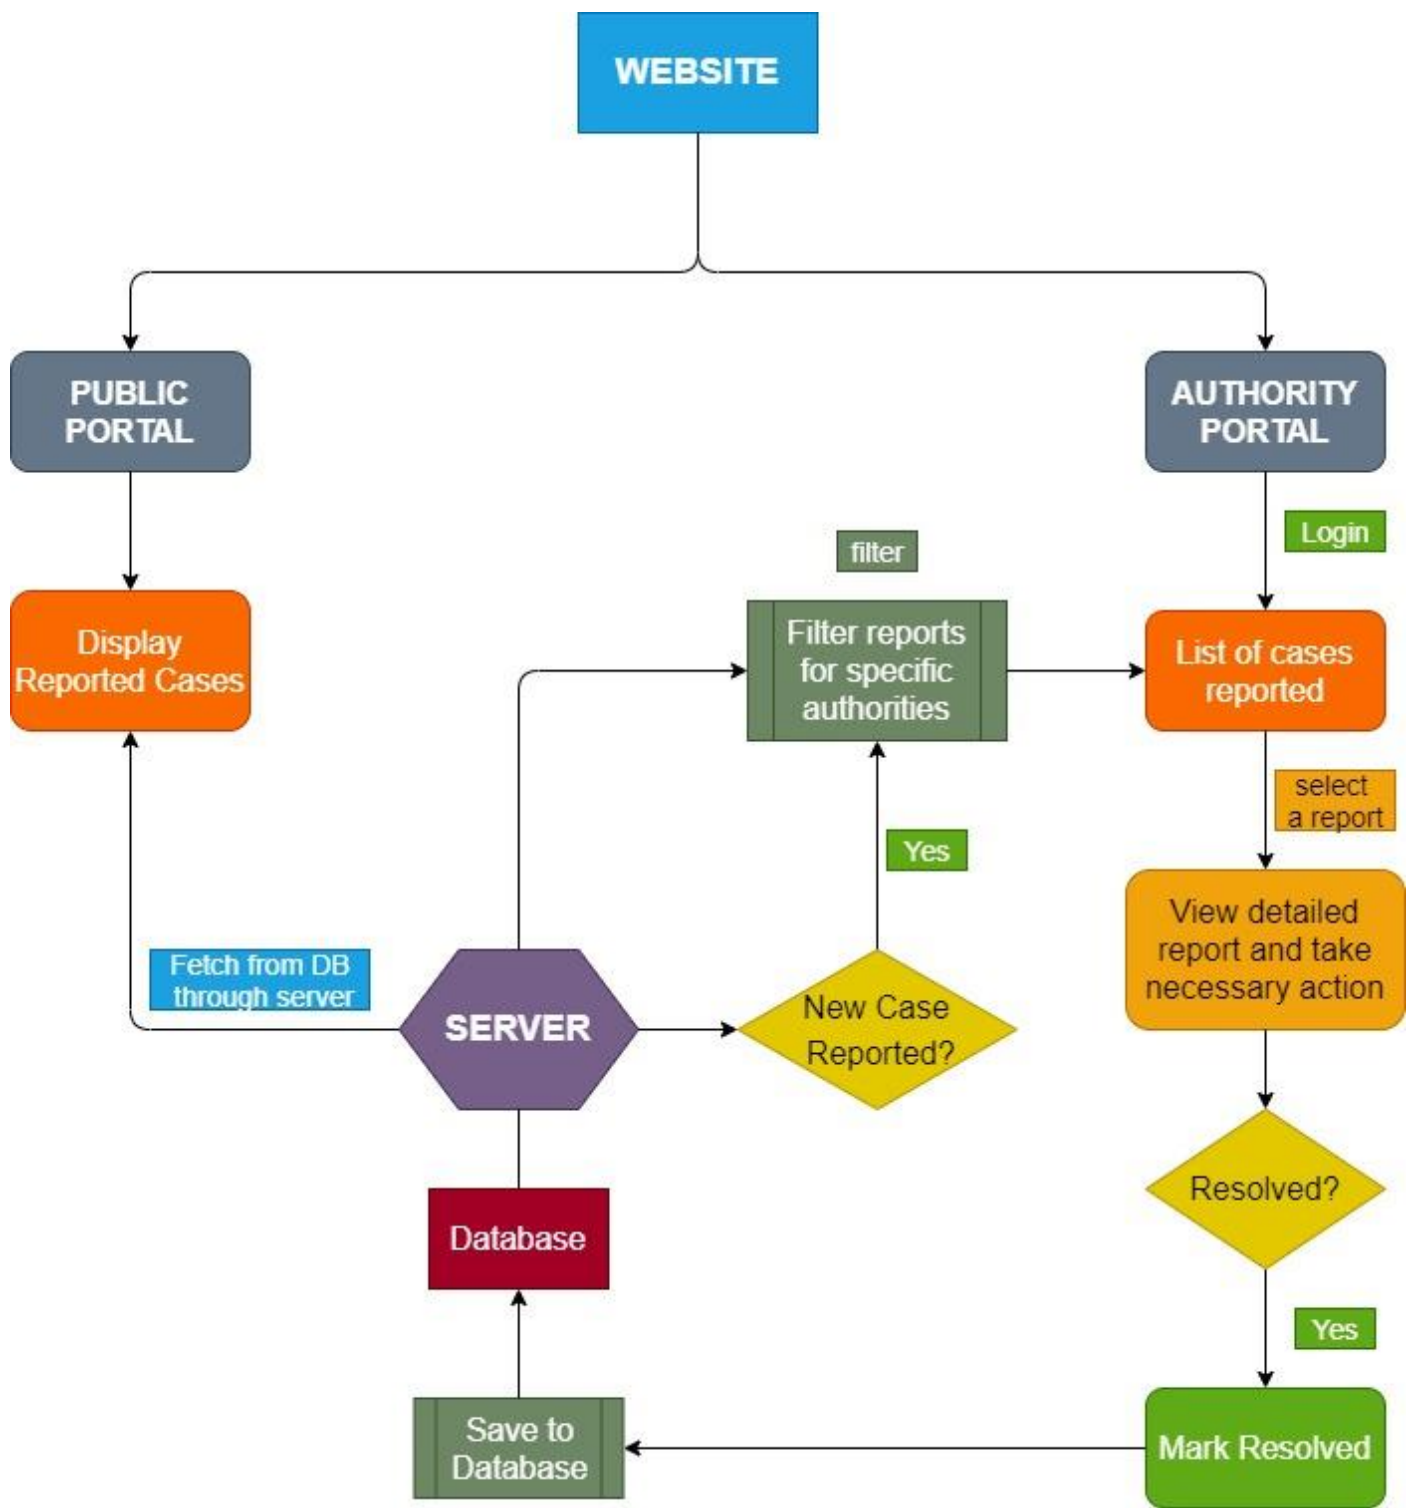 WEBSITE
PUBLIC
PORTAL
AUTHORITY
PORTAL
Login
filter
Display
Reported Cases
Filter reports
for specific
authorities
List of cases
reported
select
a report
Yes
View detailed
report and take
necessary action
Fetch from DB
through server
SERVER
New Case
Reported?
Resolved?
Database
Yes
Save to
Database
Mark Resolved